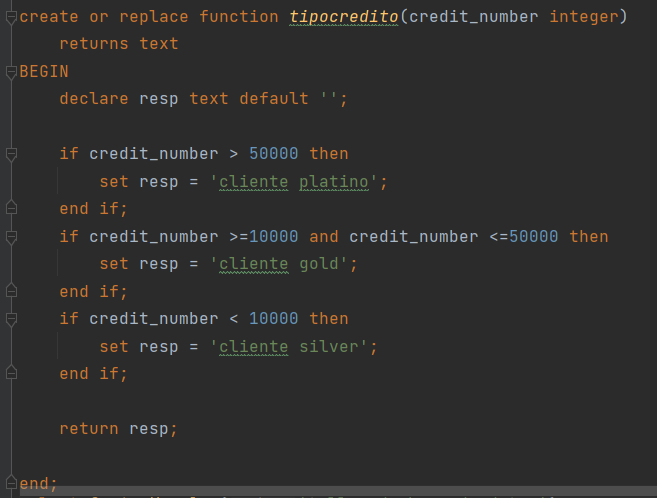 create or replace function tipocredito(credit_number integer)
    returns text
BEGIN
    declare resp text default '';

    if credit_number > 50000 then
        set resp = 'cliente platino';
    end if;
    if credit_number >=10000 and credit_number <=50000 then
        set resp = 'cliente gold';
    end if;
    if credit_number < 10000 then
        set resp = 'cliente silver';
    end if;

    return resp;

end;